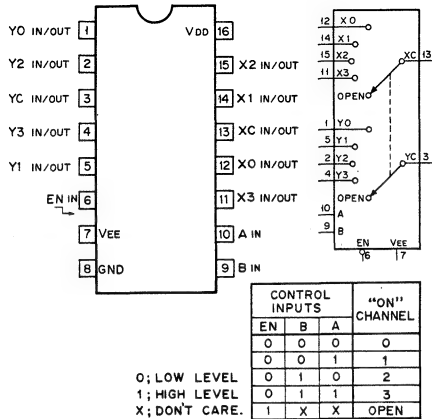 Y0 IN/OUT 1
Y2 IN/OUT 2
YC IN/OUT 3
Y3 IN/OUT 4
Y1 IN/OUT 5
EN IN 6
7 VEE
8 GND
VDD 16
15 X2 IN/OUT
14 X1 IN/OUT
13 XC IN/OUT
12 X0 IN/OUT
11 X3 IN/OUT
10 A IN
9 B IN
12 X0
14 X1
15 X2
11 X3
OPEN
XC 13
1 Y0
5 Y1
2 Y2
4 Y3
OPEN
YC 3
10 A
9 B
EN VEE
6 7
CONTROL INPUTS "ON" CHANNEL
EN B A
0 0 0 0
0 0 1 1
0 1 0 2
0 1 1 3
1 X X OPEN
0; LOW LEVEL
1; HIGH LEVEL
X; DON'T CARE.